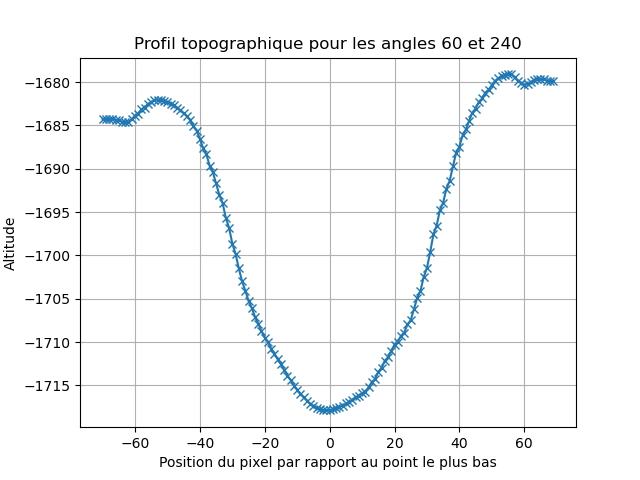 Profil topographique pour les angles 60 et 240
Altitude
−1680
−1685
−1690
−1695
−1700
−1705
−1710
−1715
−60 −40 −20 0 20 40 60
Position du pixel par rapport au point le plus bas